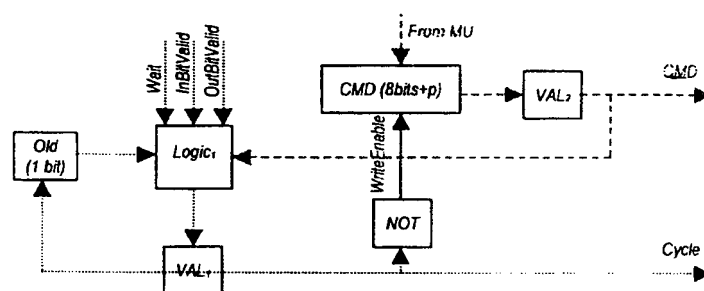 From MU
Wait
InBitValid
OutBitValid
CMD
CMD (8bits+p)
VAL₂
Old
(1 bit)
Logic₁
WriteEnable
NOT
Cycle
VAL₁